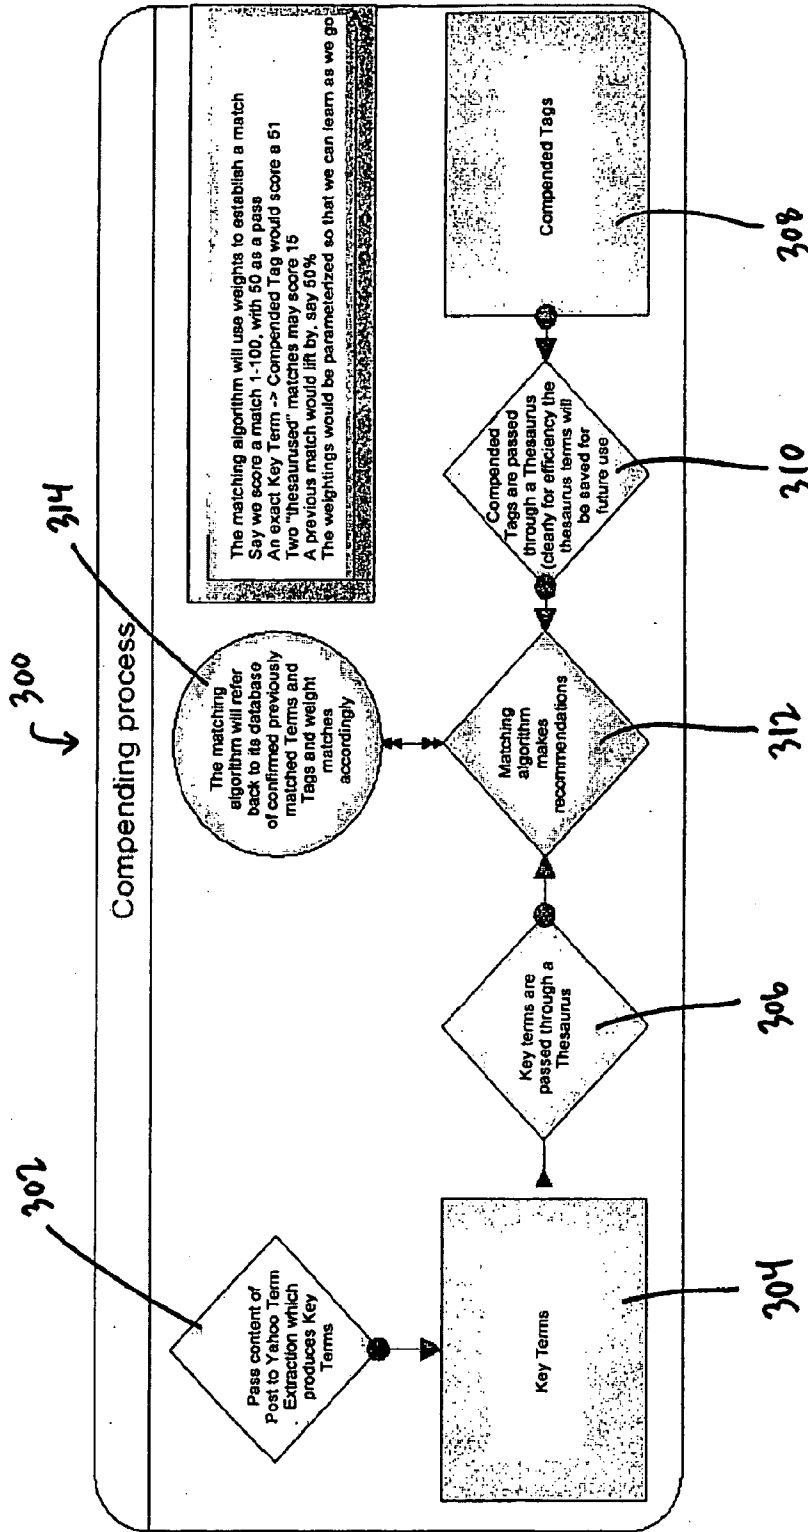 300
Compending process
302
Pass content of
Post to Yahoo Term
Extraction which
produces Key
Terms
314
The matching
algorithm will refer
back to its database
of confirmed previously
matched Terms and
Tags and weight
matches
accordingly
The matching algorithm will use weights to establish a match
Say we score a match 1-100, with 50 as a pass
An exact Key Term -> Compended Tag would score a 51
Two "thesaurused" matches may score 15
A previous match would lift by, say 50%
The weightings would be parameterized so that we can learn as we go
Key Terms
304
Key terms are
passed through a
Thesaurus
306
Matching
algorithm
makes
recommendations
312
Compended
Tags are passed
through a Thesaurus
(clearly for efficiency the
thesaurus terms will
be saved for
future use
310
Compended Tags
308